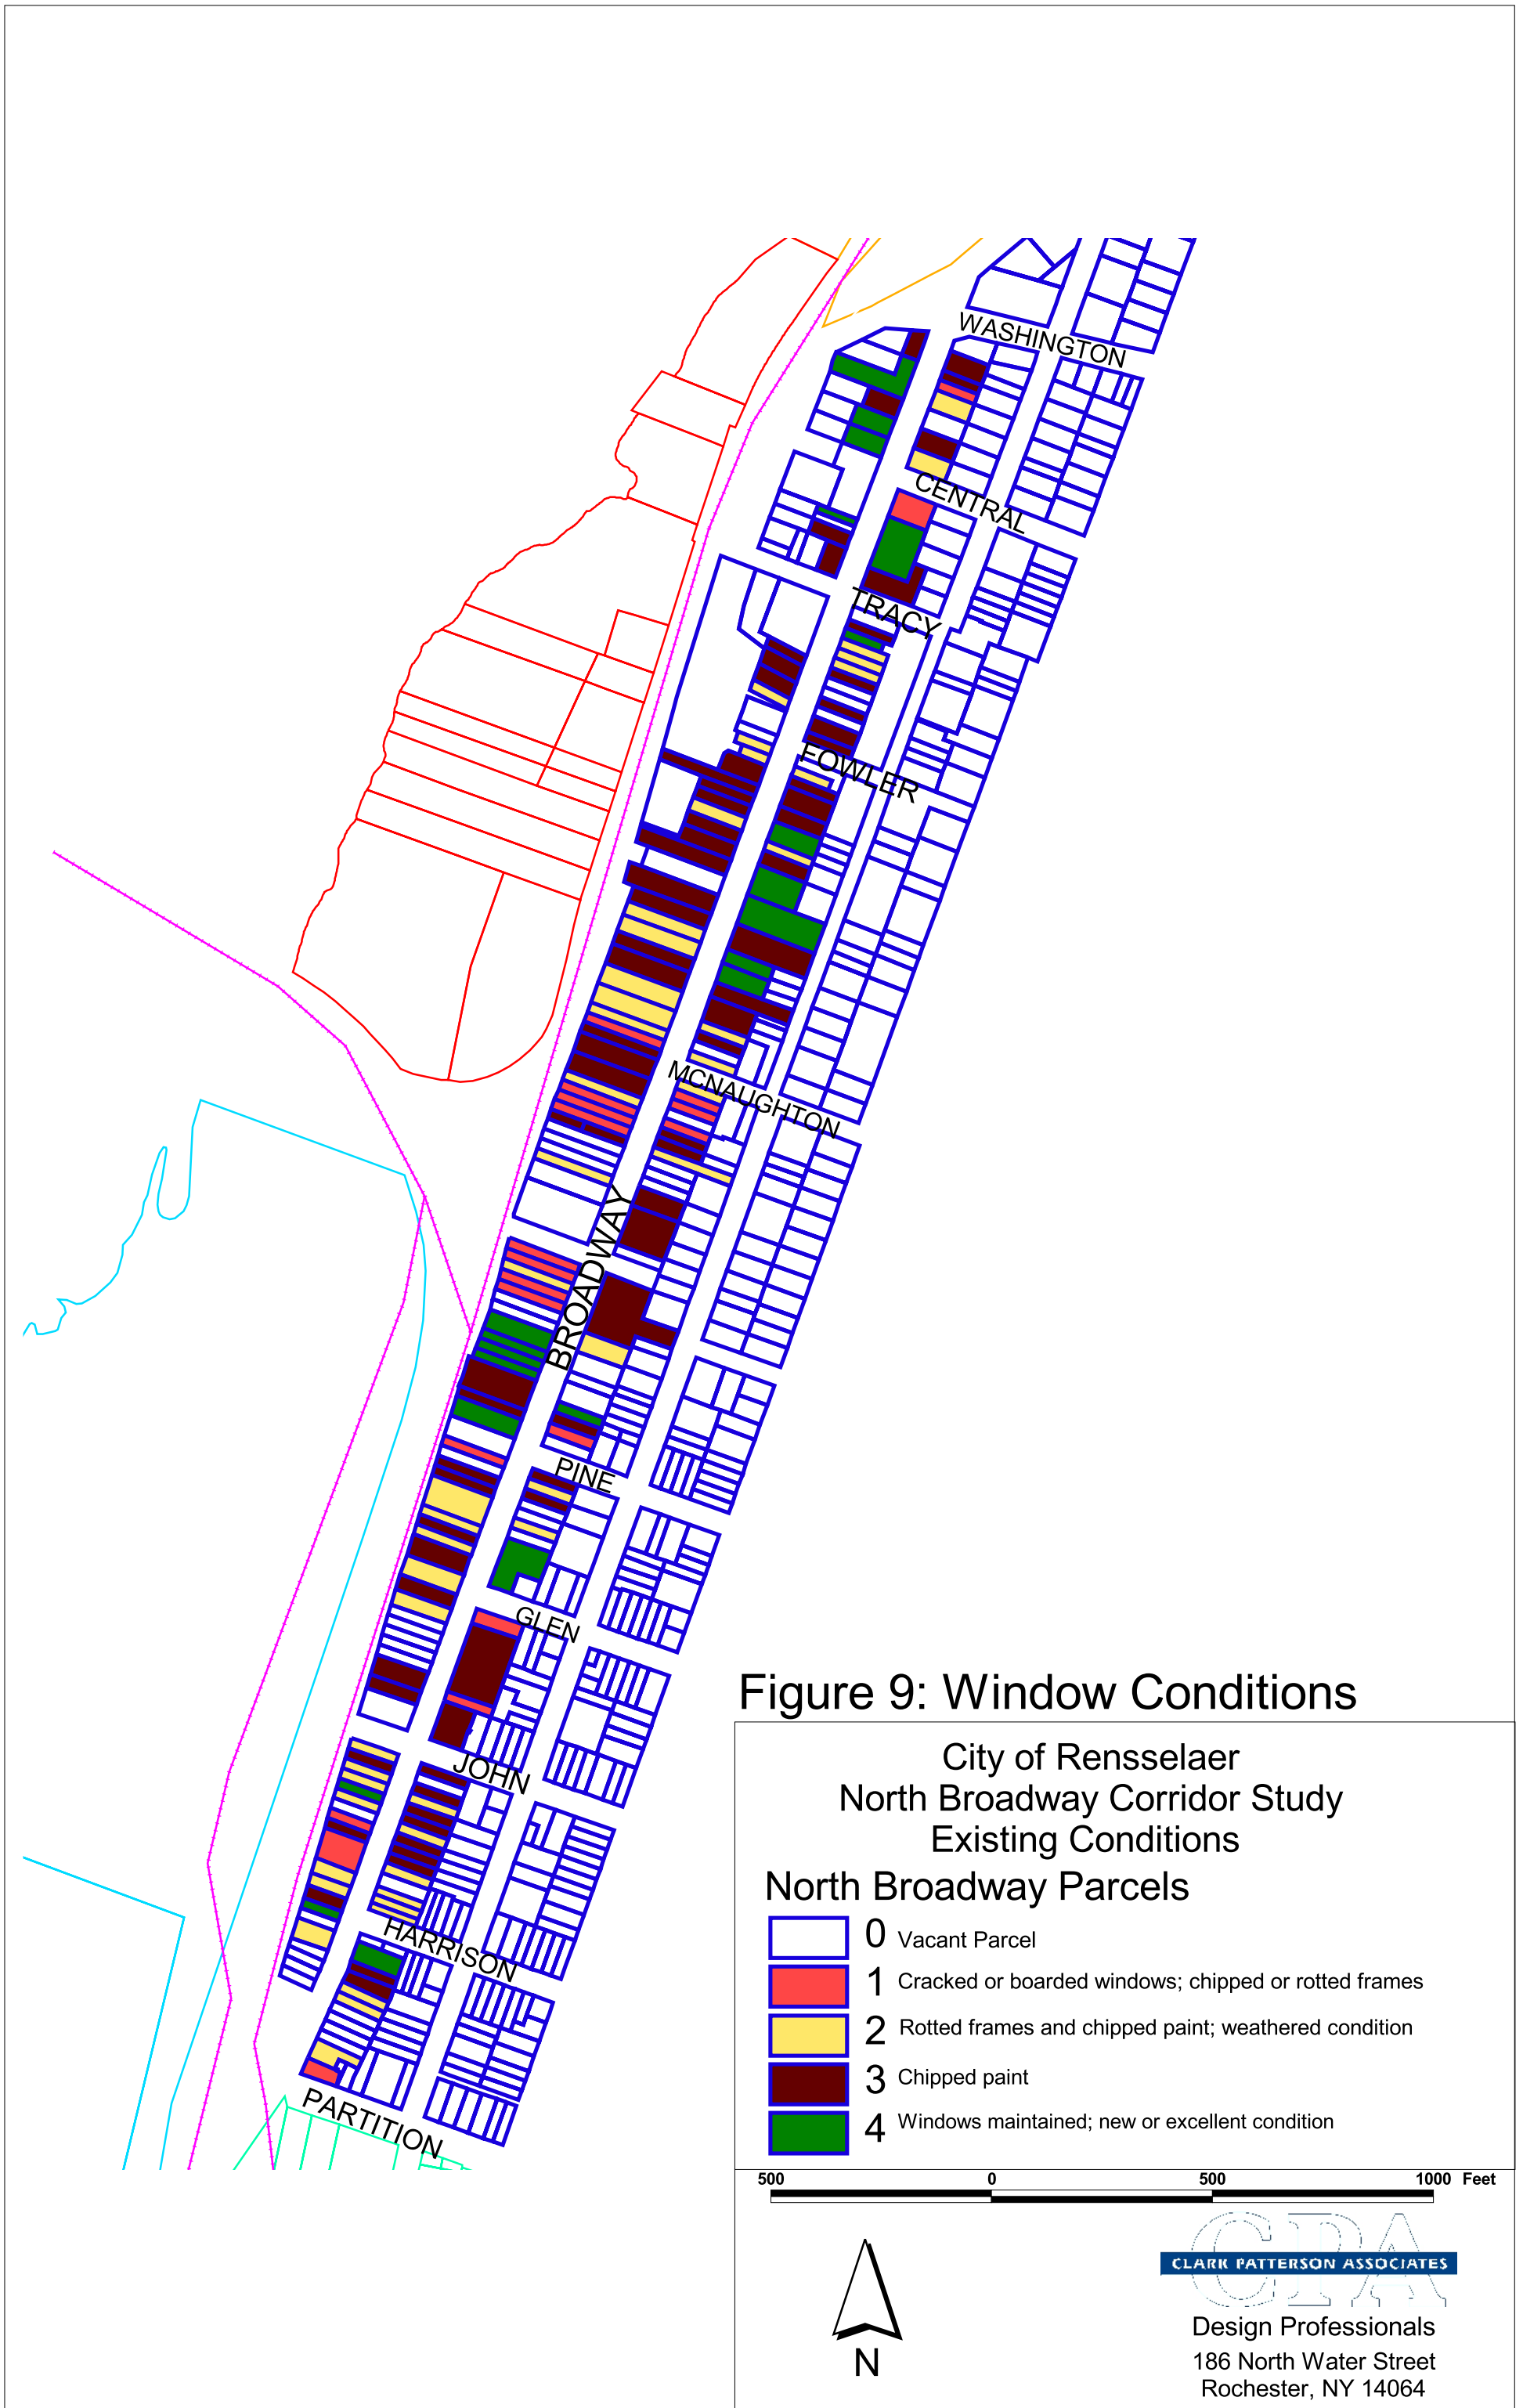 WASHINGTON
CENTRAL
TRACY
FOWLER
MCNAUGHTON
BROADWAY
PINE
GLEN
JOHN
HARRISON
PARTITION
Figure 9: Window Conditions
City of Rensselaer
North Broadway Corridor Study
Existing Conditions
North Broadway Parcels
0 Vacant Parcel
1 Cracked or boarded windows; chipped or rotted frames
2 Rotted frames and chipped paint; weathered condition
3 Chipped paint
4 Windows maintained; new or excellent condition
500 0 500 1000 Feet
N
CPA
CLARK PATTERSON ASSOCIATES
Design Professionals
186 North Water Street
Rochester, NY 14064